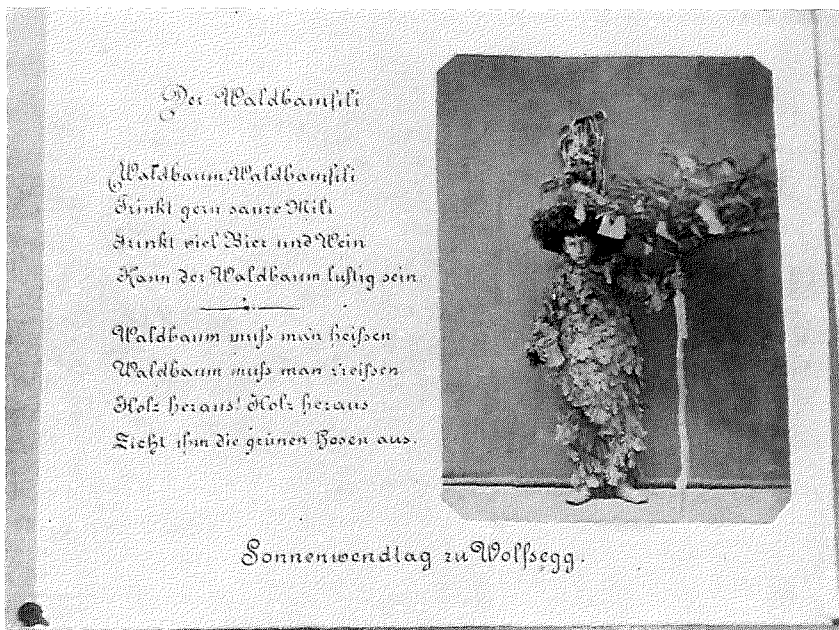 Der Waldbamſili
Waldbaum, Waldbamſili
Trinkt gern saure Mili
Trinkt viel Bier und Wein
Kann der Waldbaum luſtig sein.
Waldbaum muſs man heiſsen
Waldbaum muſs man reiſsen
Holz heraus! Holz heraus
Zieht ihm die grünen Hosen aus.
Sonnenwendtag zu Wolfsegg.